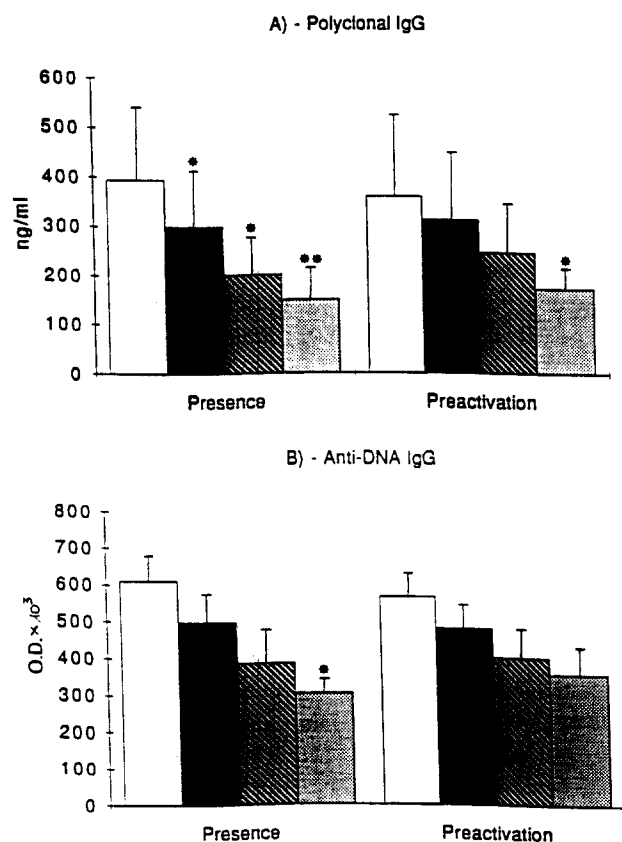 A) - Polyclonal IgG
600
500
400
300
200
100
0
ng/ml
*
*
**
*
Presence
Preactivation
B) - Anti-DNA IgG
800
700
600
500
400
300
200
100
0
O.D.×10³
*
Presence
Preactivation